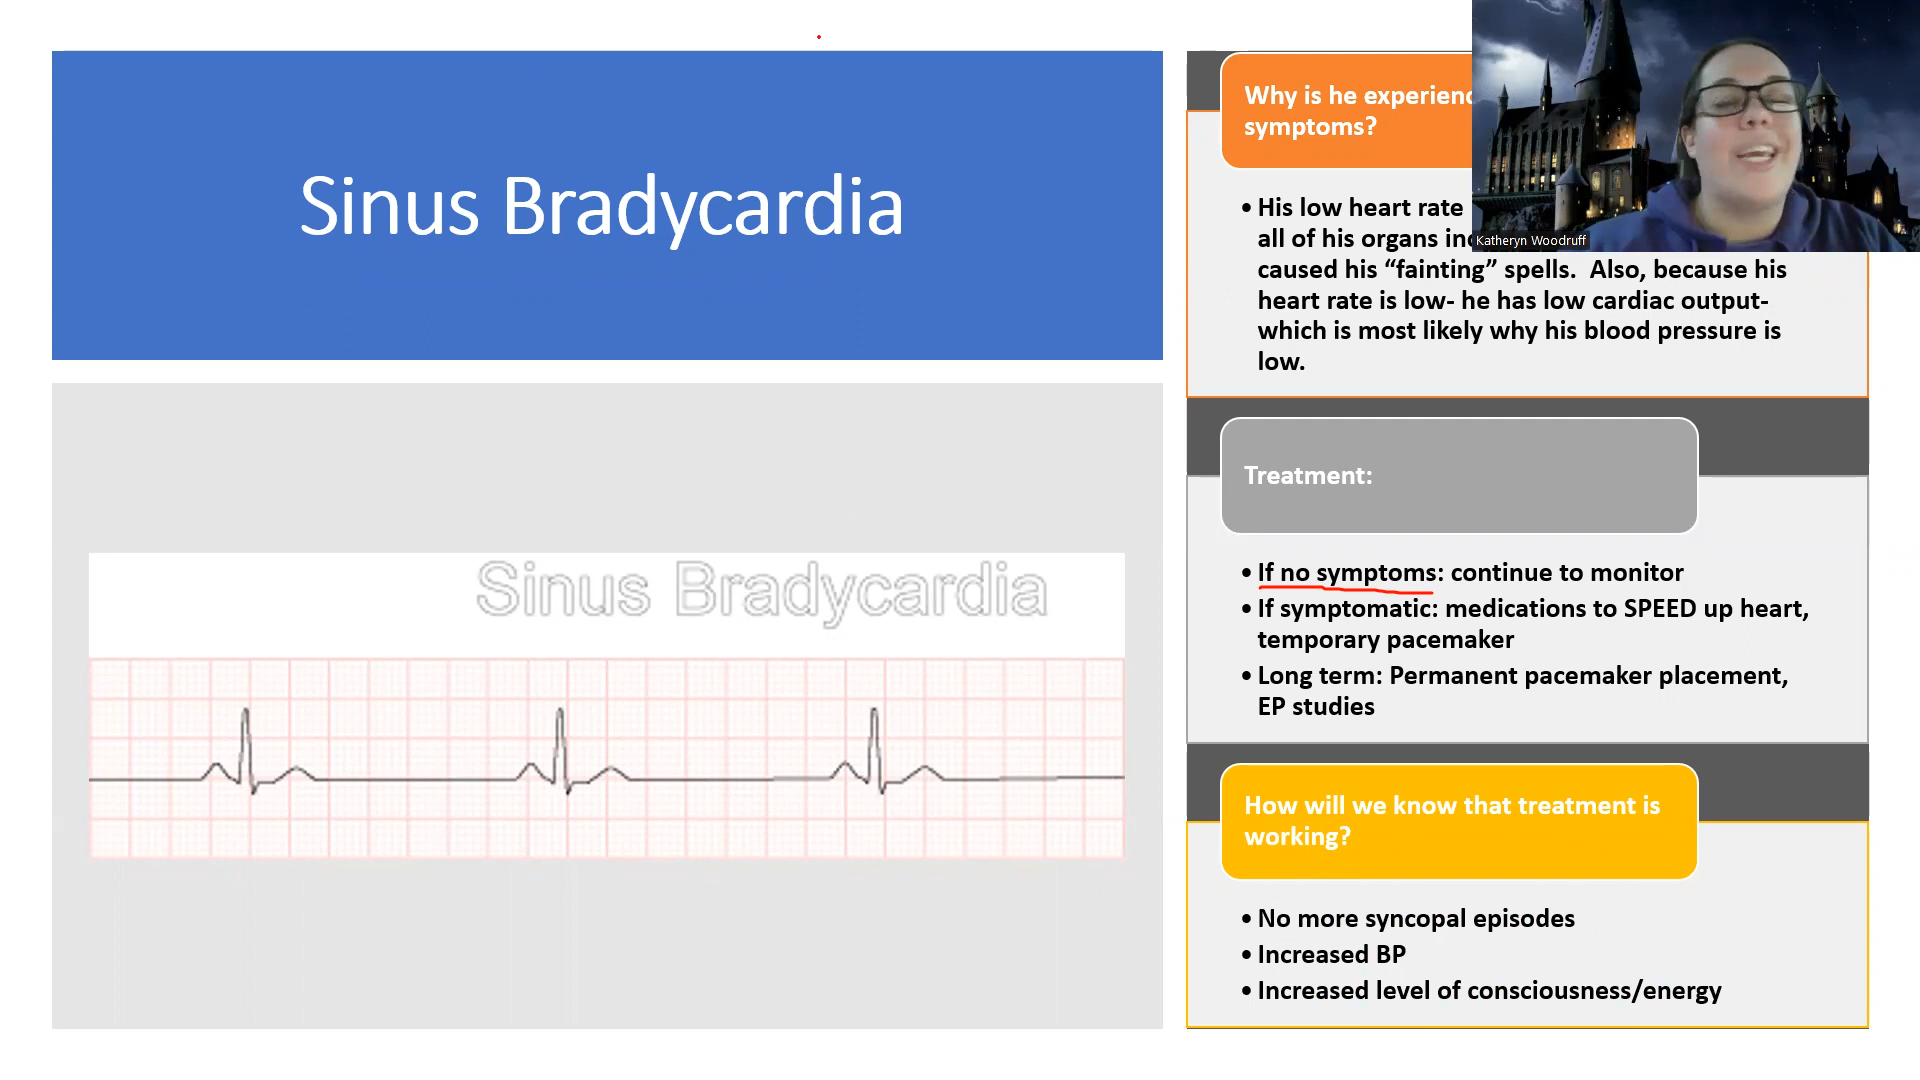 Sinus Bradycardia
Sinus Bradycardia
Why is he
symptoms?
• His low heart rate
all of his organs
caused his “fainting” spells.  Also, because his
heart rate is low- he has low cardiac output-
which is most likely why his blood pressure is
low.
Treatment:
• If no symptoms: continue to monitor
• If symptomatic: medications to SPEED up heart,
temporary pacemaker
• Long term: Permanent pacemaker placement,
EP studies
How will we know that treatment is
working?
• No more syncopal episodes
• Increased BP
• Increased level of consciousness/energy
Katheryn Woodruff